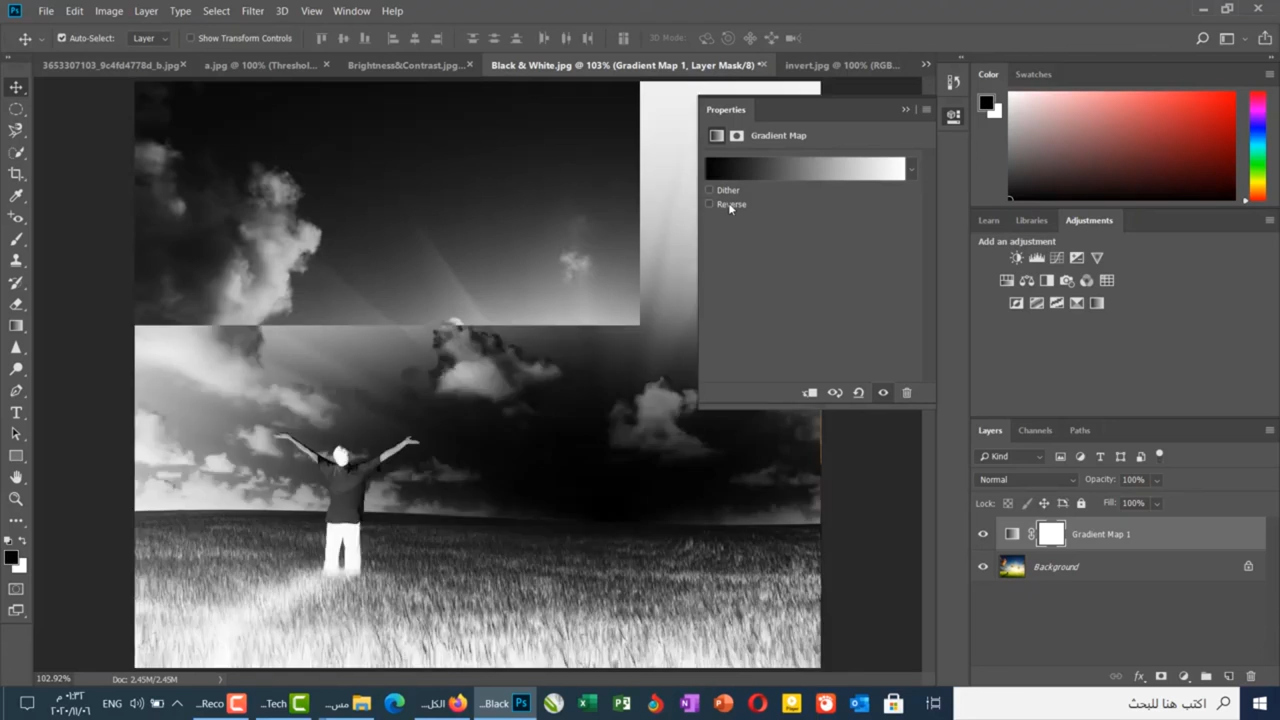 Ps File Edit Image Layer Type Select Filter 3D View Window Help
Auto-Select: Layer Show Transform Controls 3D Mode:
3653307103_9c4fd4778d_b.jpg × a.jpg @ 100% (Threshol... × Brightness&Contrast.jpg... × Black & White.jpg @ 103% (Gradient Map 1, Layer Mask/8) * × invert.jpg @ 100% (RGB...
Color Swatches
Properties
Gradient Map
Dither
Reverse
Learn Libraries Adjustments
Add an adjustment
Layers Channels Paths
Kind
Normal Opacity: 100%
Lock: Fill: 100%
Gradient Map 1
Background
102.92% Doc: 2.45M/2.45M
ENG ...Reco ...Tech مس... الكل... ...Black Ps اكتب هنا للبحث